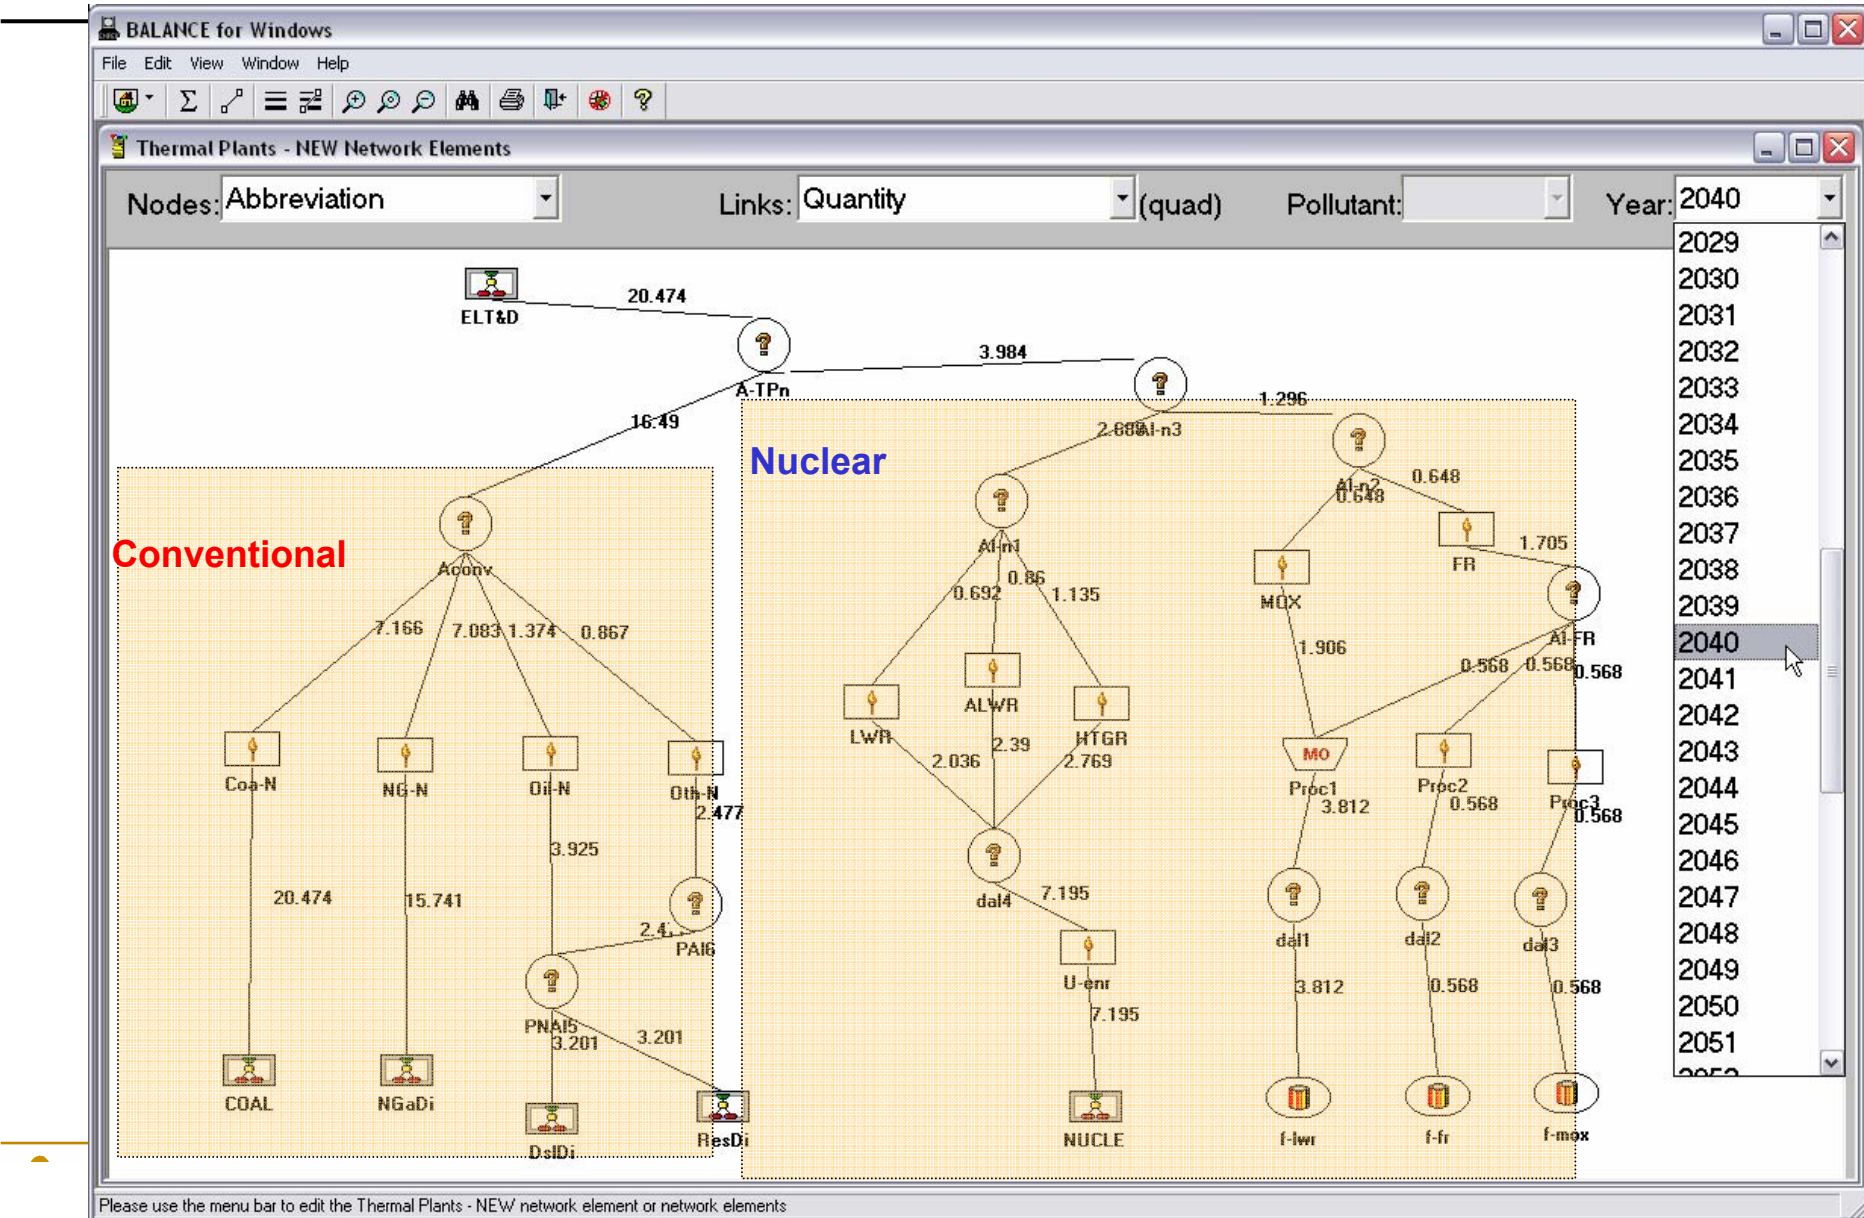 BALANCE for Windows
File Edit View Window Help
Thermal Plants - NEW Network Elements
Nodes: Abbreviation Links: Quantity (quad) Pollutant: Year: 2040
2029
2030
2031
2032
2033
2034
2035
2036
2037
2038
2039
2040
2041
2042
2043
2044
2045
2046
2047
2048
2049
2050
2051
ELT&D
20.474
A-TPn
3.984
16.49
Al-n3
1.296
Nuclear
Al-n2
0.648
0.648
FR
1.705
Al-n1
0.692
0.86
1.135
MOX
1.906
Al-FR
0.568
0.568
0.568
Conventional
Aconv
7.166
7.083
1.374
0.867
LWR
ALWR
HTGR
2.036
2.39
2.769
MO
Proc1
Proc2
Proc3
3.812
0.568
0.568
Coa-N
NG-N
Oil-N
Oth-N
2.477
3.925
20.474
15.741
PAI6
dal4
7.195
dal1
dal2
dal3
U-enr
PNAI5
3.201
3.201
7.195
3.812
0.568
0.568
COAL
NGaDi
DslDi
ResDi
NUCLE
f-lwr
f-fr
f-mox
Please use the menu bar to edit the Thermal Plants - NEW network element or network elements